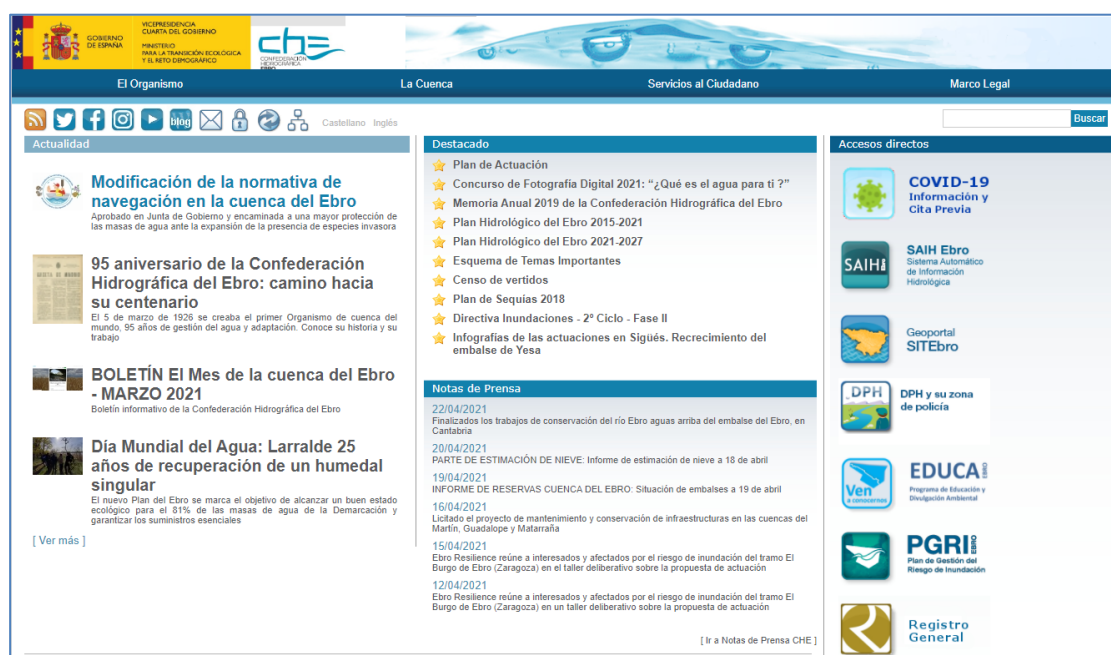 GOBIERNO
DE ESPAÑA
VICEPRESIDENCIA
CUARTA DEL GOBIERNO
MINISTERIO
PARA LA TRANSICIÓN ECOLÓGICA
Y EL RETO DEMOGRÁFICO
che
CONFEDERACIÓN
HIDROGRÁFICA
EBRO
El Organismo
La Cuenca
Servicios al Ciudadano
Marco Legal
blog
Castellano Inglés
Buscar
Actualidad
Modificación de la normativa de
navegación en la cuenca del Ebro
Aprobado en Junta de Gobierno y encaminada a una mayor protección de
las masas de agua ante la expansión de la presencia de especies invasora
GACETA DE MADRID
95 aniversario de la Confederación
Hidrográfica del Ebro: camino hacia
su centenario
El 5 de marzo de 1926 se creaba el primer Organismo de cuenca del
mundo, 95 años de gestión del agua y adaptación. Conoce su historia y su
trabajo
BOLETÍN El Mes de la cuenca del Ebro
- MARZO 2021
Boletín informativo de la Confederación Hidrográfica del Ebro
Día Mundial del Agua: Larralde 25
años de recuperación de un humedal
singular
El nuevo Plan del Ebro se marca el objetivo de alcanzar un buen estado
ecológico para el 81% de las masas de agua de la Demarcación y
garantizar los suministros esenciales
[ Ver más ]
Destacado
Plan de Actuación
Concurso de Fotografía Digital 2021: “¿Qué es el agua para ti ?”
Memoria Anual 2019 de la Confederación Hidrográfica del Ebro
Plan Hidrológico del Ebro 2015-2021
Plan Hidrológico del Ebro 2021-2027
Esquema de Temas Importantes
Censo de vertidos
Plan de Sequias 2018
Directiva Inundaciones - 2º Ciclo - Fase II
Infografías de las actuaciones en Sigüés. Recrecimiento del
embalse de Yesa
Notas de Prensa
22/04/2021
Finalizados los trabajos de conservación del río Ebro aguas arriba del embalse del Ebro, en
Cantabria
20/04/2021
PARTE DE ESTIMACIÓN DE NIEVE: Informe de estimación de nieve a 18 de abril
19/04/2021
INFORME DE RESERVAS CUENCA DEL EBRO: Situación de embalses a 19 de abril
16/04/2021
Licitado el proyecto de mantenimiento y conservación de infraestructuras en las cuencas del
Martín, Guadalope y Matarraña
15/04/2021
Ebro Resilience reúne a interesados y afectados por el riesgo de inundación del tramo El
Burgo de Ebro (Zaragoza) en el taller deliberativo sobre la propuesta de actuación
12/04/2021
Ebro Resilience reúne a interesados y afectados por el riesgo de inundación del tramo El
Burgo de Ebro (Zaragoza) en un taller deliberativo sobre la propuesta de actuación
[ Ir a Notas de Prensa CHE ]
Accesos directos
COVID-19
Información y
Cita Previa
SAIH
SAIH Ebro
Sistema Automático
de Información
Hidrológica
Geoportal
SITEbro
DPH
DPH y su zona
de policía
Ven
a conocernos
EDUCA CHE
Programa de Educación y
Divulgación Ambiental
PGRI EBRO
Plan de Gestión del
Riesgo de Inundación
Registro
General